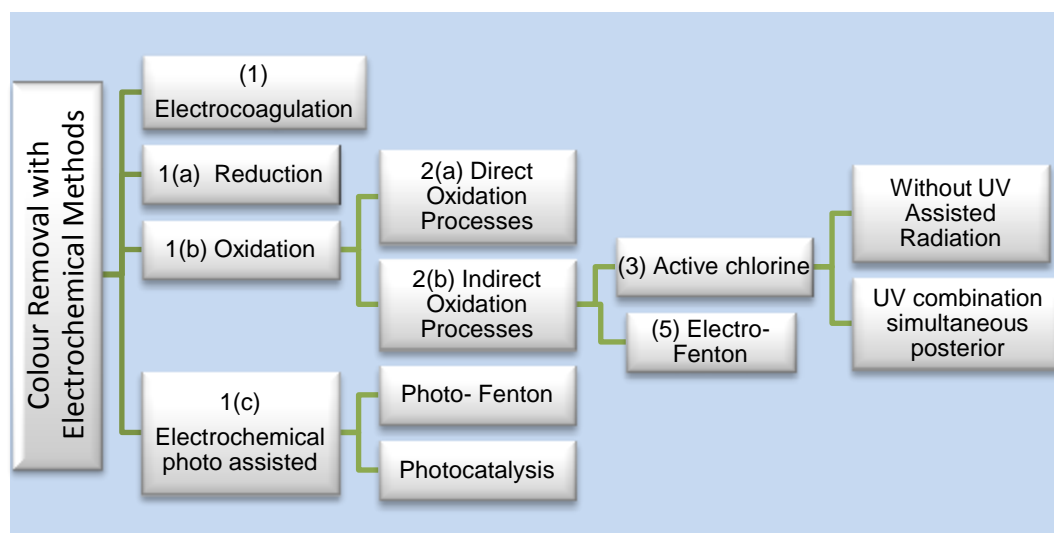 Colour Removal with
Electrochemical Methods
(1)
Electrocoagulation
1(a) Reduction
1(b) Oxidation
1(c)
Electrochemical
photo assisted
2(a) Direct
Oxidation
Processes
2(b) Indirect
Oxidation
Processes
Photo- Fenton
Photocatalysis
(3) Active chlorine
(5) Electro-
Fenton
Without UV
Assisted
Radiation
UV combination
simultaneous
posterior